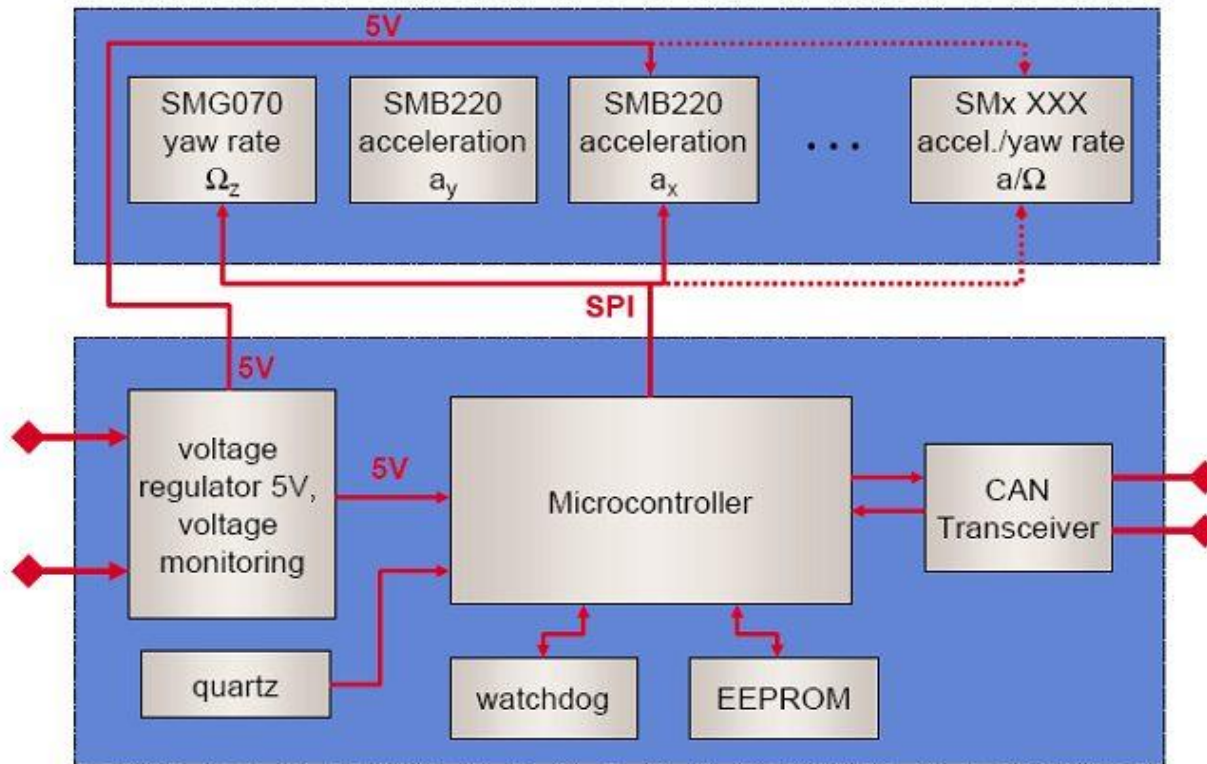 5V
SMG070
yaw rate
Ωz
SMB220
acceleration
ay
SMB220
acceleration
ax
...
SMx XXX
accel./yaw rate
a/Ω
SPI
5V
voltage
regulator 5V,
voltage
monitoring
5V
Microcontroller
CAN
Transceiver
quartz
watchdog
EEPROM